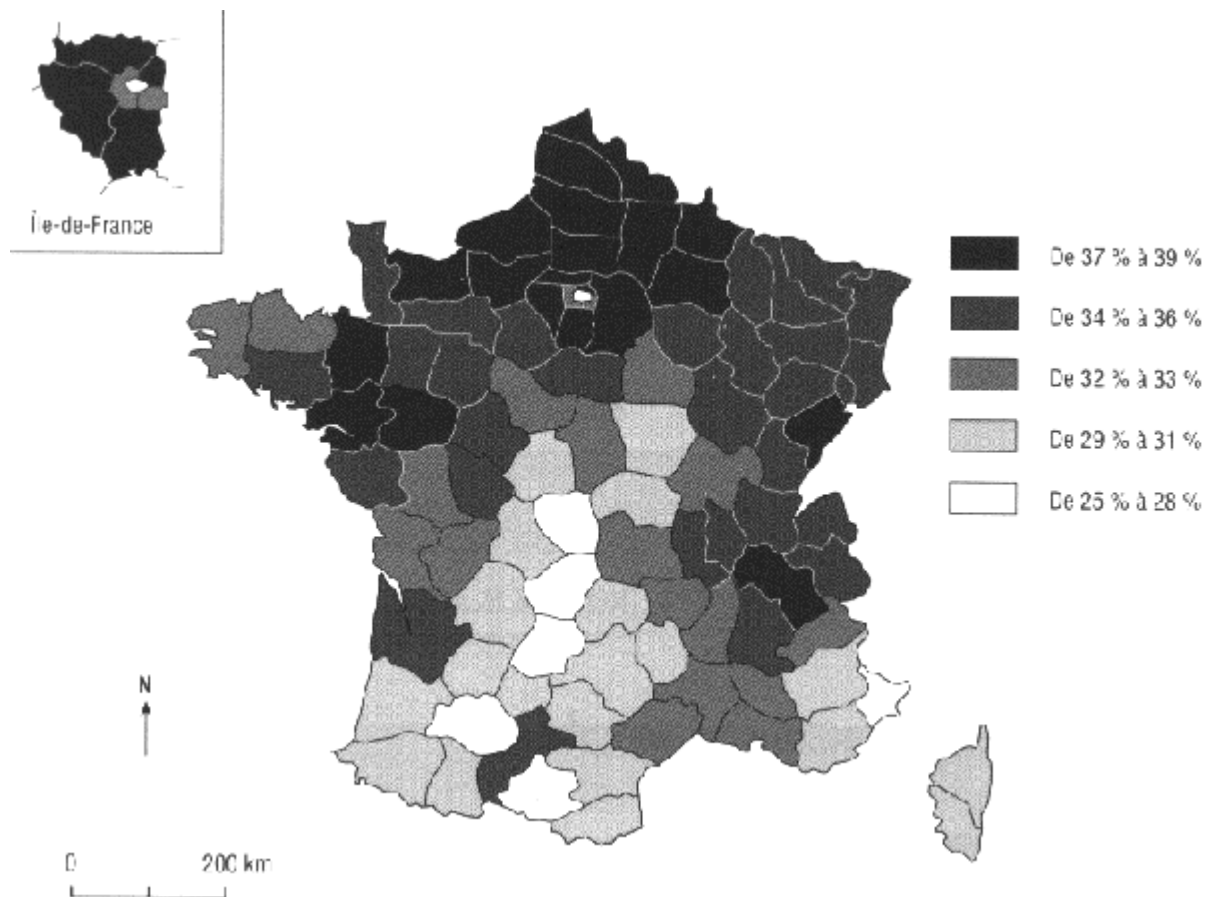 Île-de-France
De 37 % à 39 %
De 34 % à 36 %
De 32 % à 33 %
De 29 % à 31 %
De 25 % à 28 %
N
0 200 km